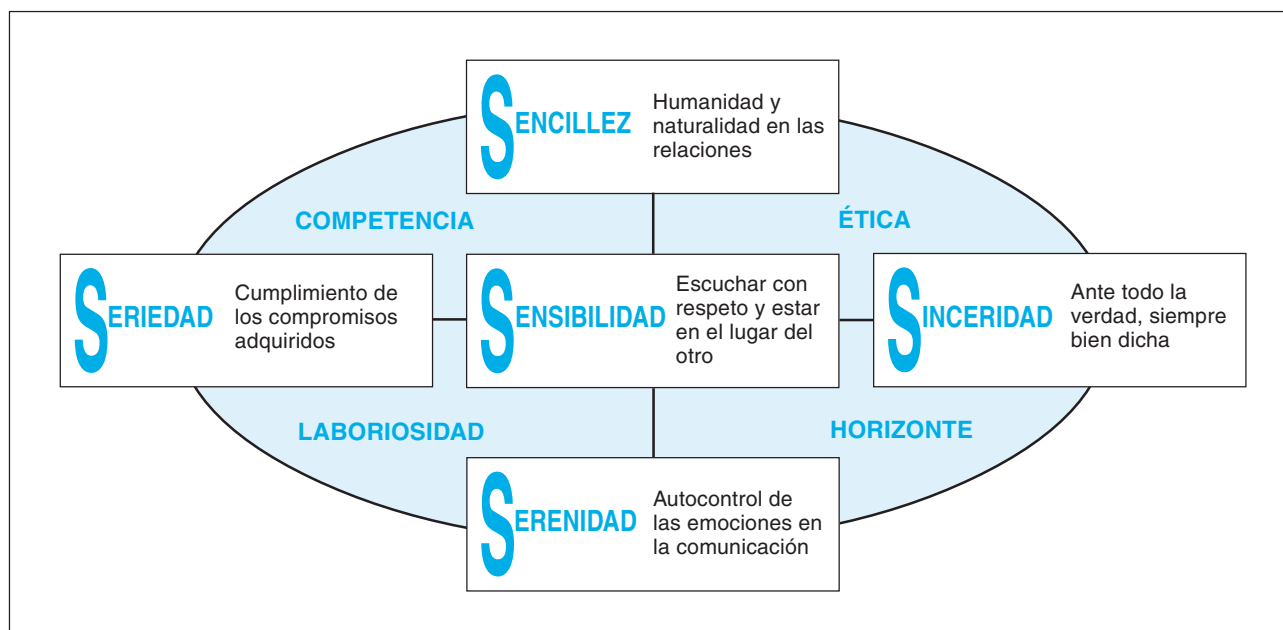 SENCILLEZ
Humanidad y
naturalidad en las
relaciones
COMPETENCIA
ÉTICA
SERIEDAD
Cumplimiento de
los compromisos
adquiridos
SENSIBILIDAD
Escuchar con
respeto y estar
en el lugar del
otro
SINCERIDAD
Ante todo la
verdad, siempre
bien dicha
LABORIOSIDAD
HORIZONTE
SERENIDAD
Autocontrol de
las emociones en
la comunicación